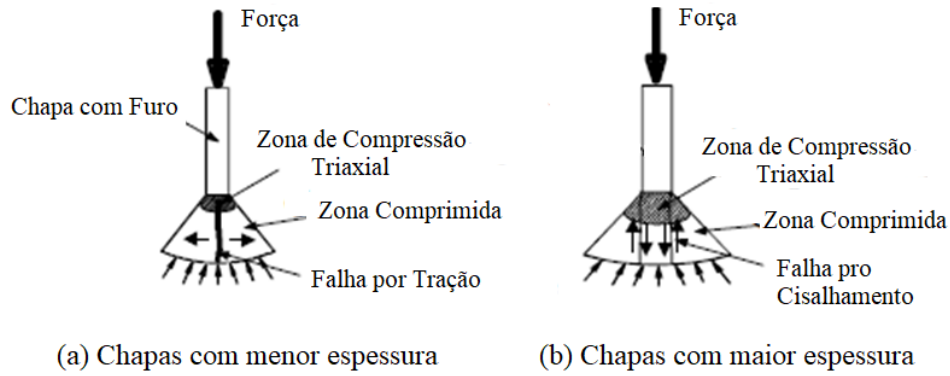 Força
Chapa com Furo
Zona de Compressão
Triaxial
Zona Comprimida
Falha por Tração
(a) Chapas com menor espessura
Força
Zona de Compressão
Triaxial
Zona Comprimida
Falha pro
Cisalhamento
(b) Chapas com maior espessura